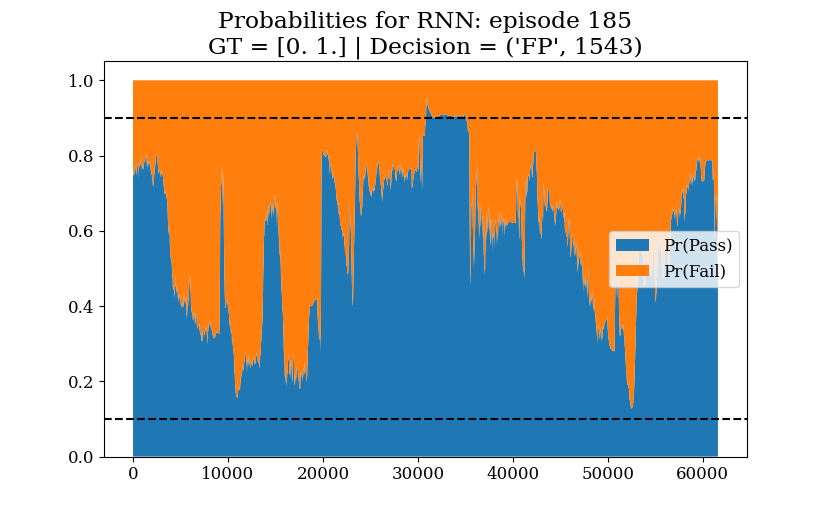 Probabilities for RNN: episode 185
GT = [0. 1.] | Decision = ('FP', 1543)
1.0
0.8
0.6
0.4
0.2
0.0
Pr(Pass)
Pr(Fail)
0 10000 20000 30000 40000 50000 60000